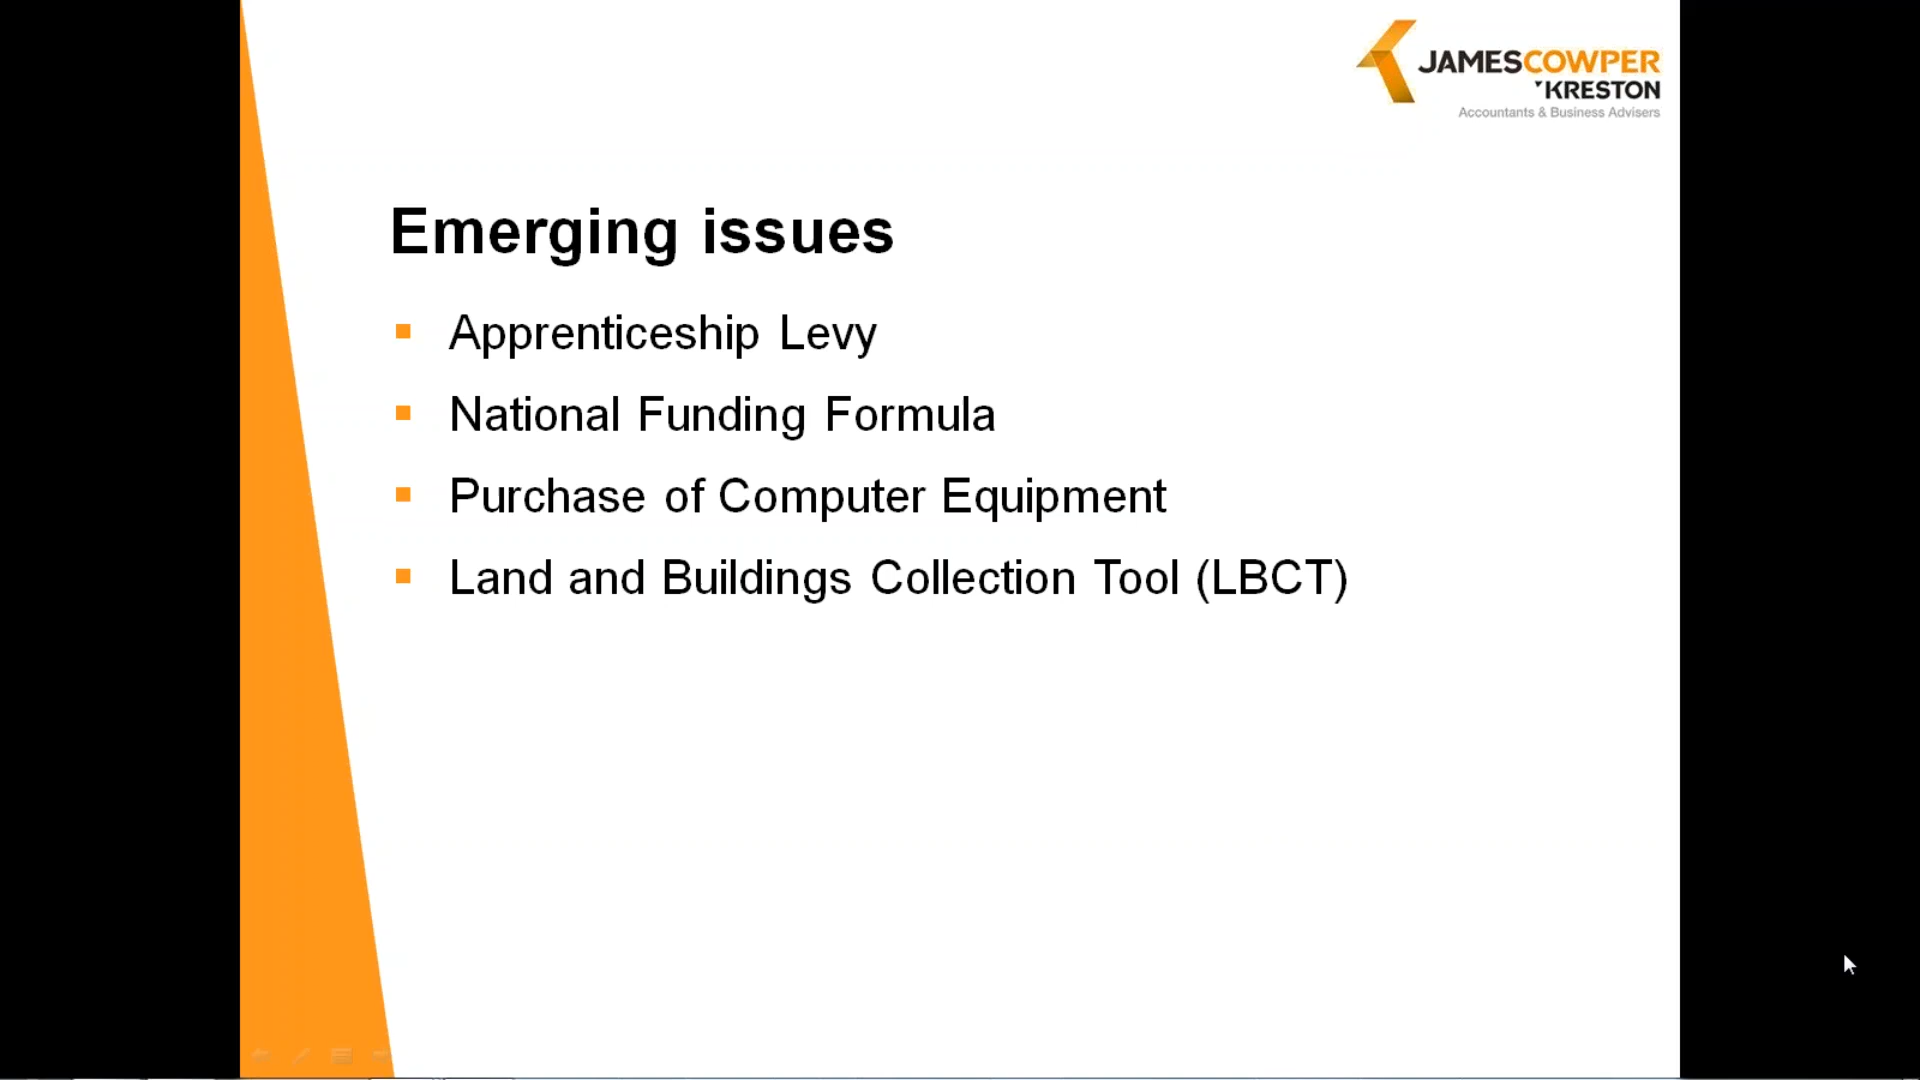 JAMESCOWPER
KRESTON
Accountants & Business Advisers
Emerging issues
Apprenticeship Levy
National Funding Formula
Purchase of Computer Equipment
Land and Buildings Collection Tool (LBCT)